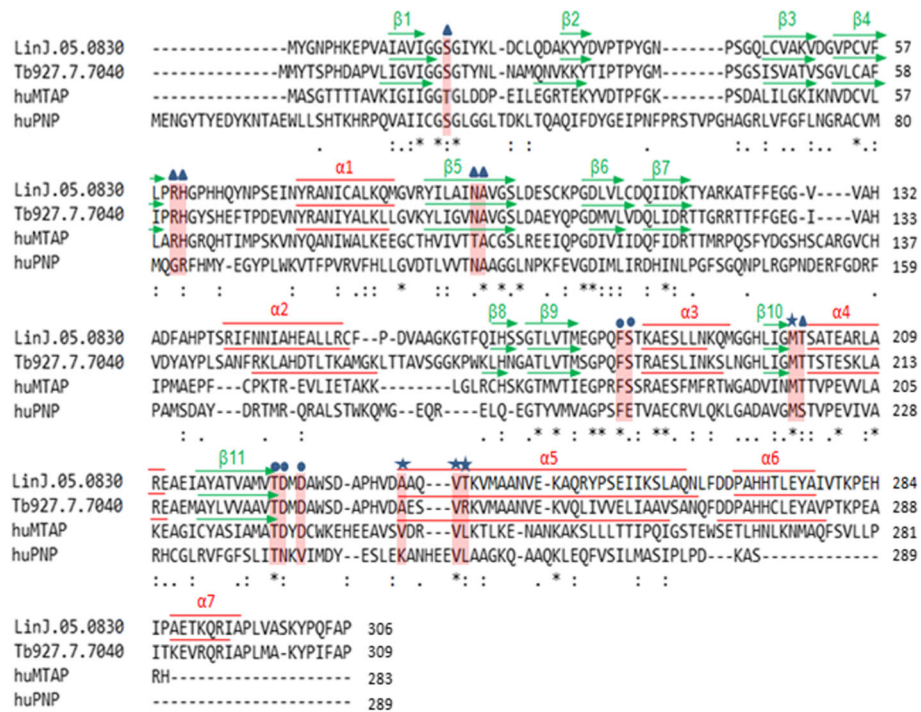 β1 β2 β3 β4
LinJ.05.0830 --------------MYGNPHKEPVAIAVIGGSGIYKL-DCLQDAKYYDVPTPYGN-----PSGQLCVAKVDGVPCVF 57
Tb927.7.7040 -------------MMYTSPHDAPVLIGVIGGSGTYNL-NAMQNVKKYTIPTPYGM-----PSGSISVATVSGVLCAF 58
huMTAP --------------MASGTTTTAVKIGIIGGTGLDDP-EILEGRTEKYVDTPFGK-----PSDALILGKIKNVDCVL 57
huPNP MENGYTYEDYKNTAEWLLSHTKHRPQVAIICGSGLGGLTDKLTQAQIFDYGEIPNFPRSTVPGHAGRLVFGFLNGRACVM 80
β5 α1 β6 β7
LinJ.05.0830 LPRHGPHHQYNPSEINYRANICALKQMGVRYILAINAVGSLDESCKPGDLVLCDQIIDKTYARKATFFEGG-V----VAH 132
Tb927.7.7040 IPRHGYSHEFTPDEVNYRANIYALKLLGVKYLIGVNAVGSLDAEYQPGDMVLVDQLIDRTTGRRTTFFGEG-I----VAH 133
huMTAP LARHGRQHTIMPSKVNYQANIWALKEEGCTHVIVTTACGSLREEIQPGDIVIIDQFIDRTTMRPQSFYDGSHSCARGVCH 137
huPNP MQGRFHMY-EGYPLWKVTFPVRVFHLLGVDTLVVTNAAGGLNPKFEVGDIMLIRDHINLPGFSGQNPLRGPNDERFGDRF 159
α2 β8 β9 α3 β10 α4
LinJ.05.0830 ADFAHPTSRIFNNIAHEALLRCF--P-DVAAGKGTFQIHSSGTLVTMEGPQFSTKAESLLNKQMGGHLIGMTSATEARLA 209
Tb927.7.7040 VDYAYPLSANFRKLAHDTLTKAMGKLTTAVSGGKPWKLHNGATLVTMSGPQFSTRAESLINKSLNGHLIGMTTSTESKLA 213
huMTAP IPMAEPF---CPKTR-EVLIETAKK-----LGLRCHSKGTMVTIEGPRFSSRAESFMFRTWGADVINMTTVPEVVLA 205
huPNP PAMSDAY---DRTMR-QRALSTWKQMG--EQR---ELQ-EGTYVMVAGPSFETVAECRVLQKLGADAVGMSTVPEVIVA 228
β11 α5 α6
LinJ.05.0830 REAEIAYATVAMVTDMDAWSD-APHVDAAQ---VTKVMAANVE-KAQRYPSEIIKSLAQNLFDDPAHHTLEYAIVTKPEH 284
Tb927.7.7040 REAEMAYLVVAAVTDMDAWSD-APHVDAES---VRKVMAANVE-KVQLIVVELIAAVSANQFDDPAHHCLEYAVPTKPEH 288
huMTAP KEAGICYASIAMATDYDCWKEHEEAVSVDR---VLKTLKE-NANKAKSLLLTTIPQIGSTEWSETLHNLKNMAQFSVLLP 281
huPNP RHCGLRVFGFSLITNKVIMDY-ESLEKANHEEVLAAGKQ-AAQKLEQFVSILMASIPLPD-KAS---------------- 289
α7
LinJ.05.0830 IPAETKQRIAPLVASKYPQFAP 306
Tb927.7.7040 ITKEVRQRIAPLMA-KYPIFAP 309
huMTAP RH-------------------- 283
huPNP ---------------------- 289